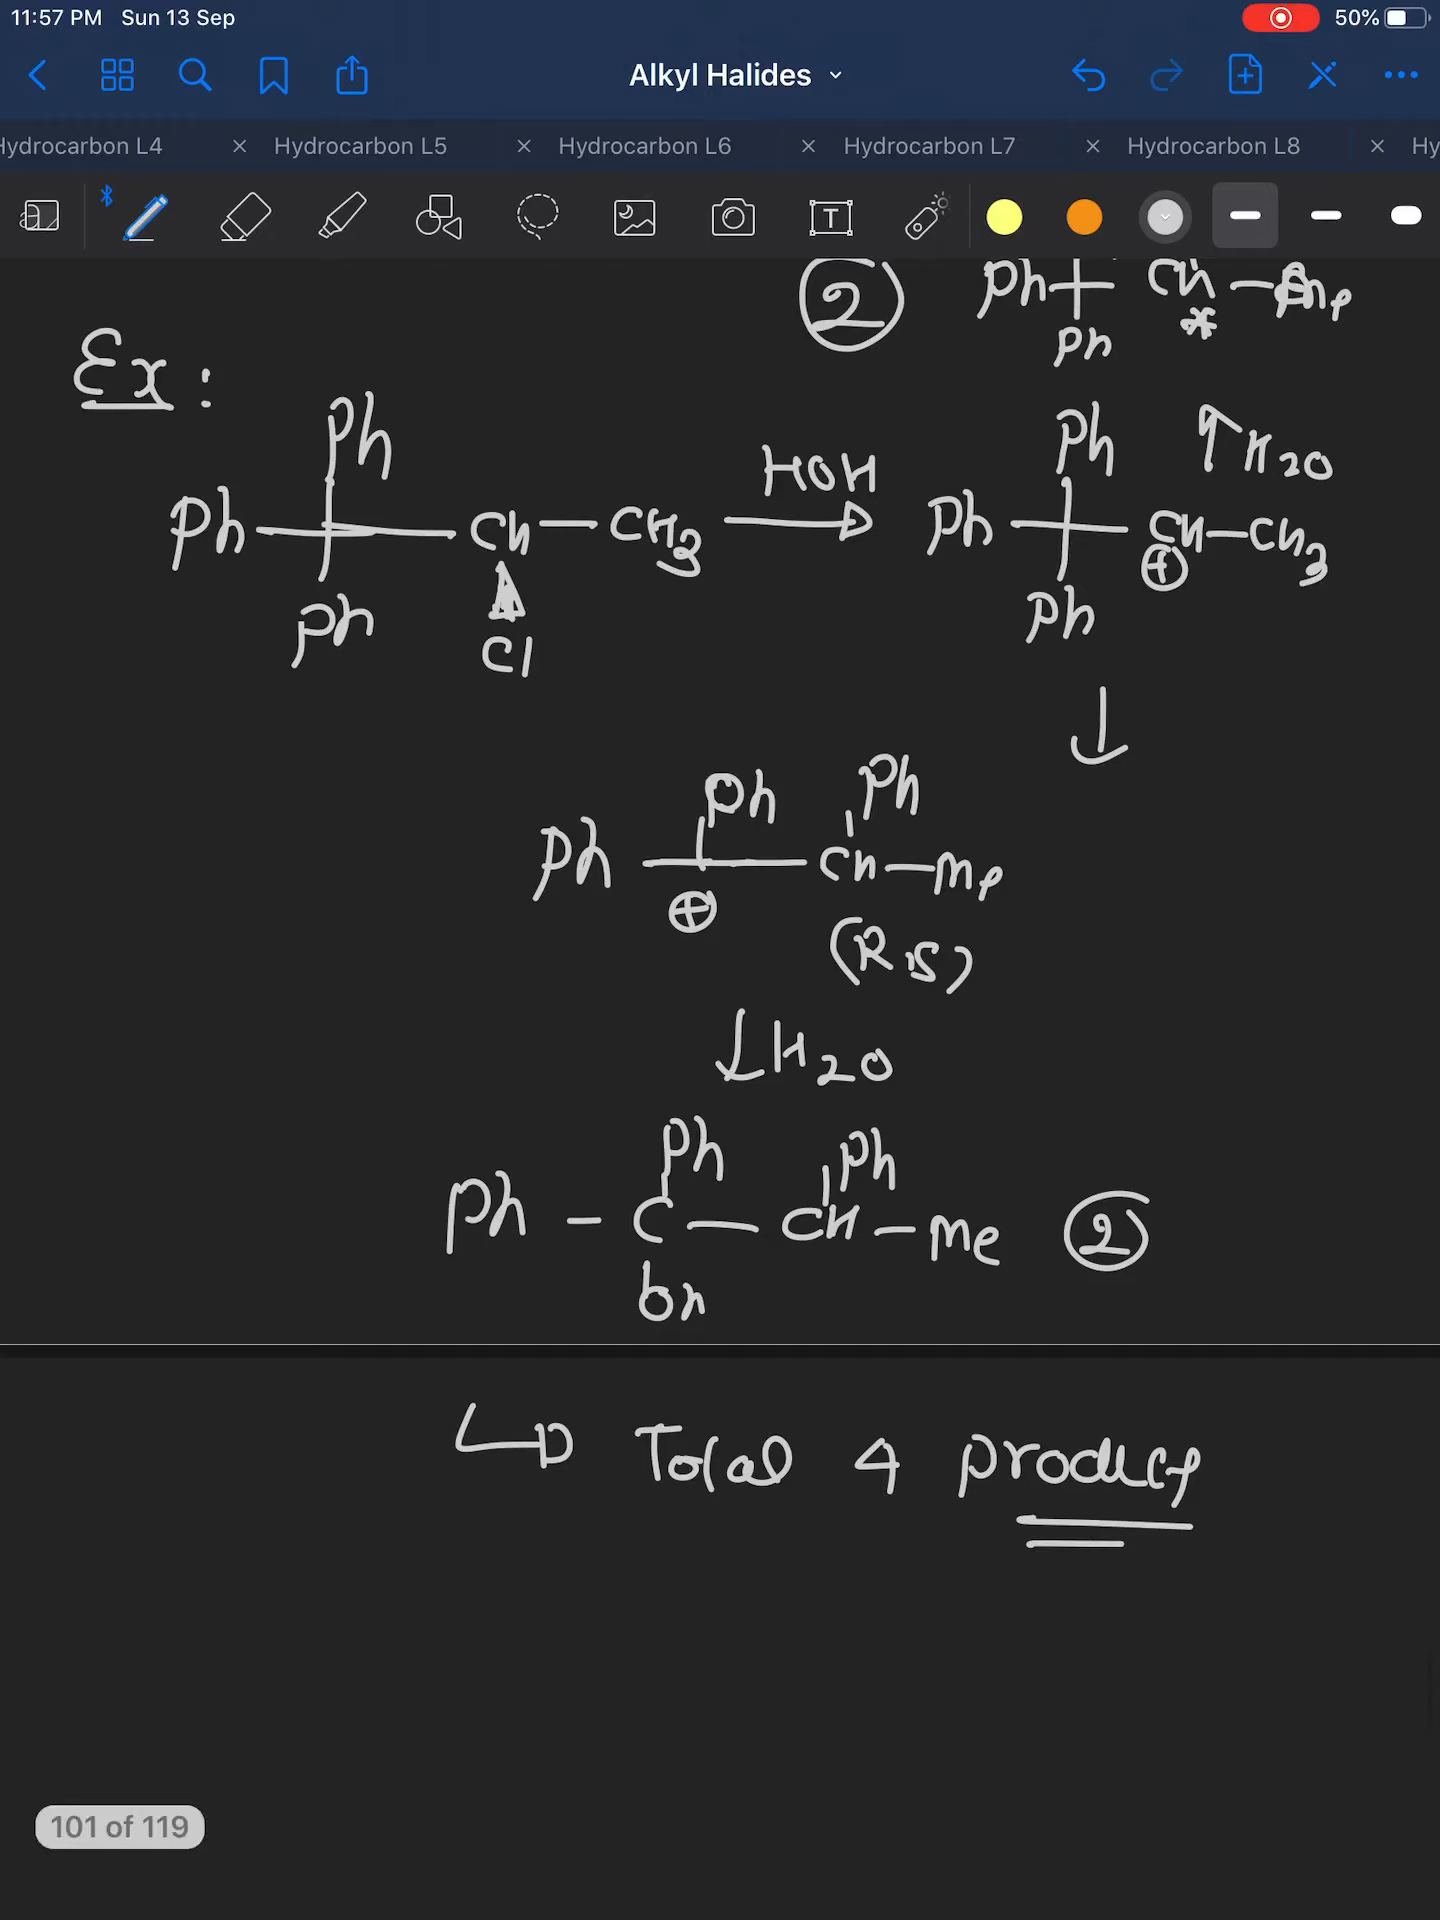 11:57 PM Sun 13 Sep 50%
Alkyl Halides
Hydrocarbon L4 × Hydrocarbon L5 × Hydrocarbon L6 × Hydrocarbon L7 × Hydrocarbon L8 × Hy
T
② Ph CH —
*
Ph
Ex:
Ph Ph ↑H2O
Ph CH — CH3 HOH → Ph CH — CH3
⊕
Ph Cl Ph
↓
Ph Ph
Ph CH — Me
⊕ (R,S)
↓ H2O
Ph Ph
Ph — C — CH — Me ②
↳ Total 4 product
101 of 119